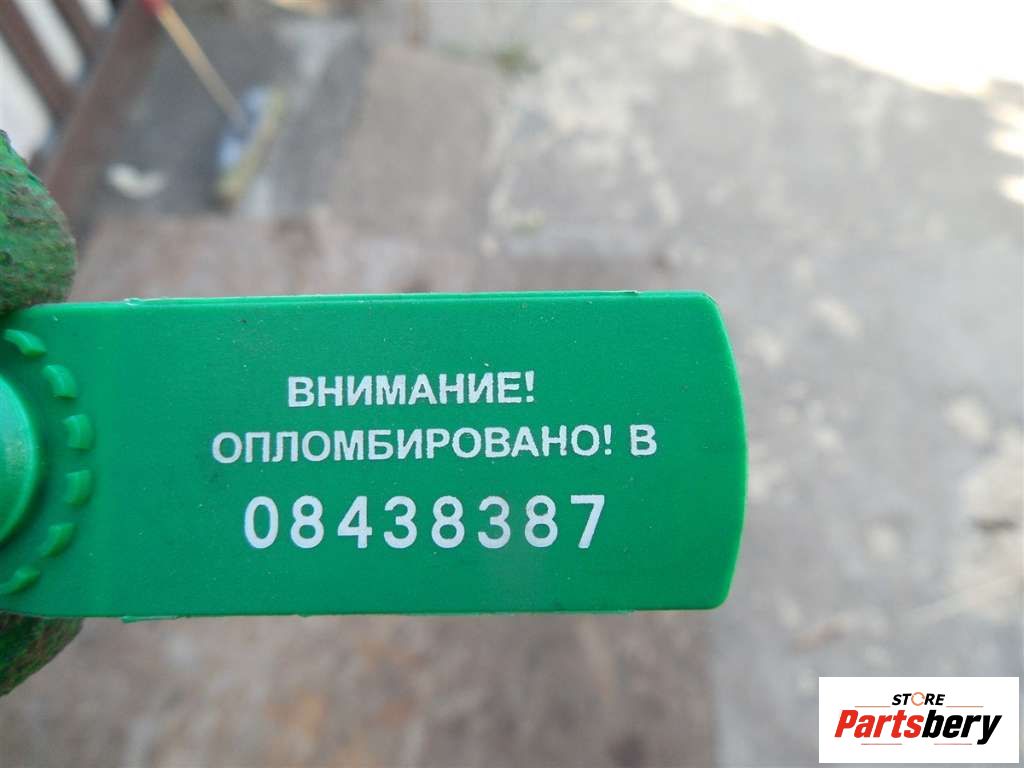 ВНИМАНИЕ!
ОПЛОМБИРОВАНО! В
08438387
STORE
Partsbery